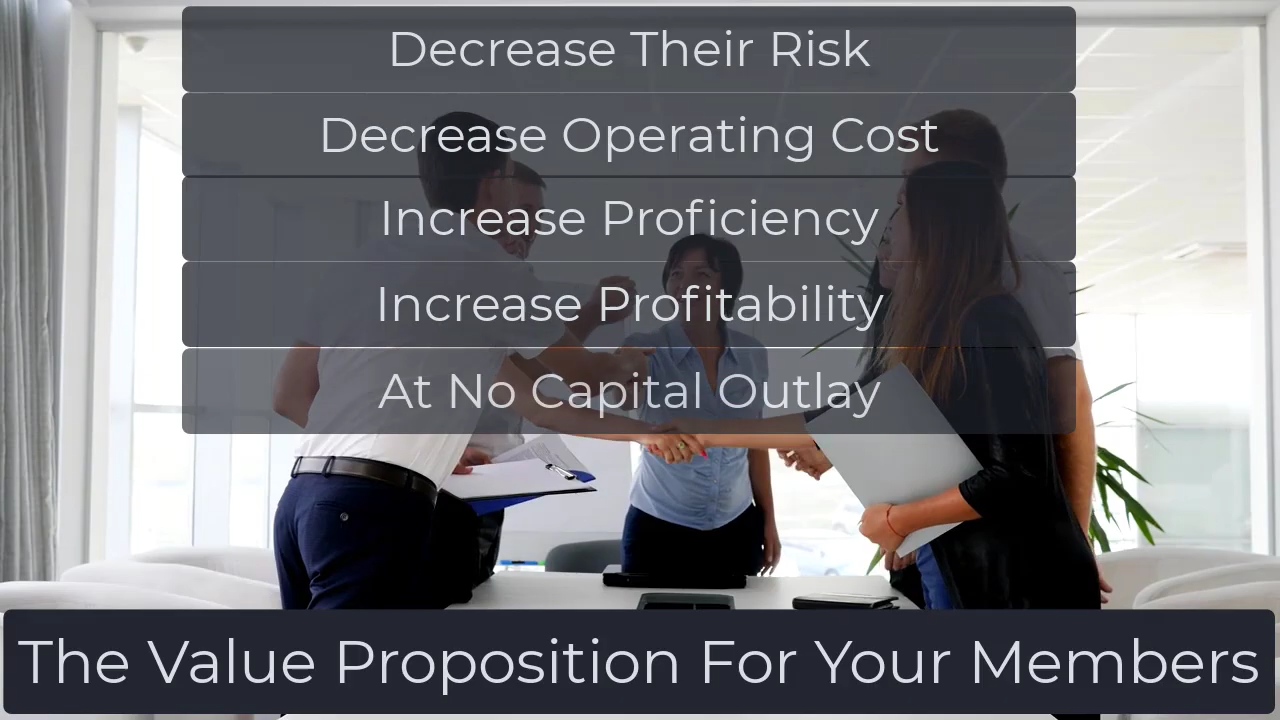 Decrease Their Risk
Decrease Operating Cost
Increase Proficiency
Increase Profitability
At No Capital Outlay
The Value Proposition For Your Members